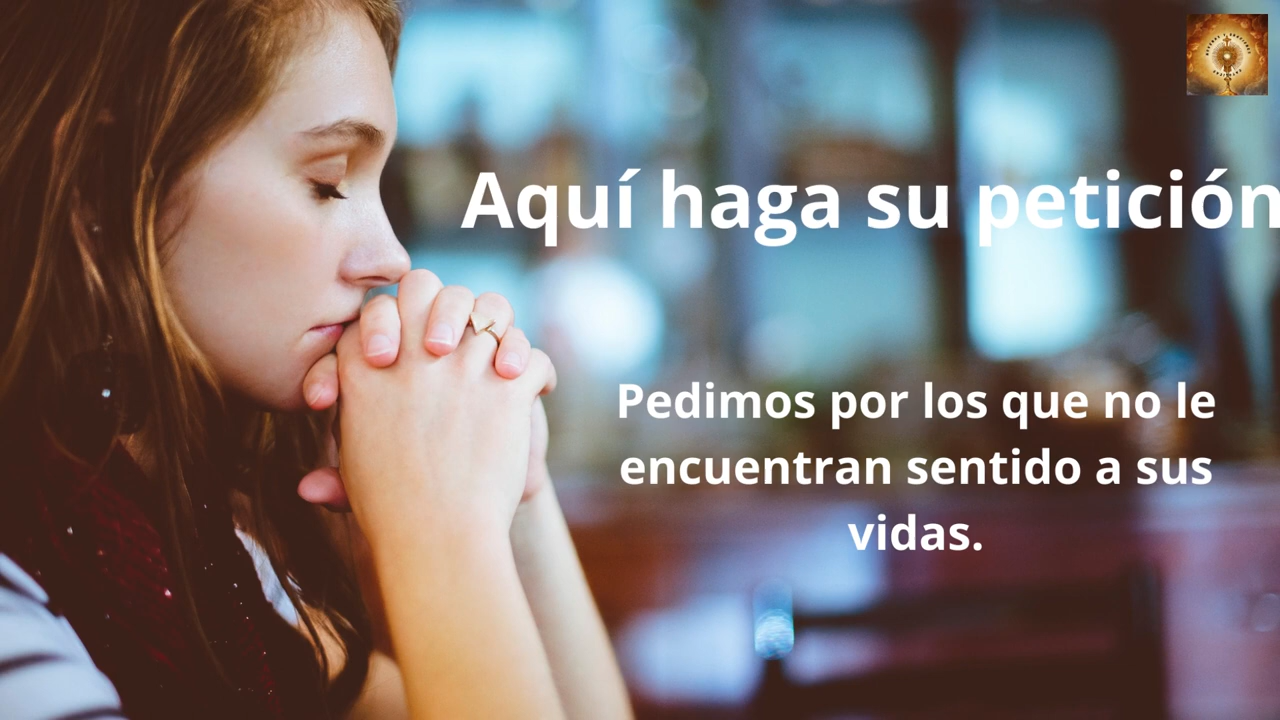 Aquí haga su petición
Pedimos por los que no le
encuentran sentido a sus
vidas.